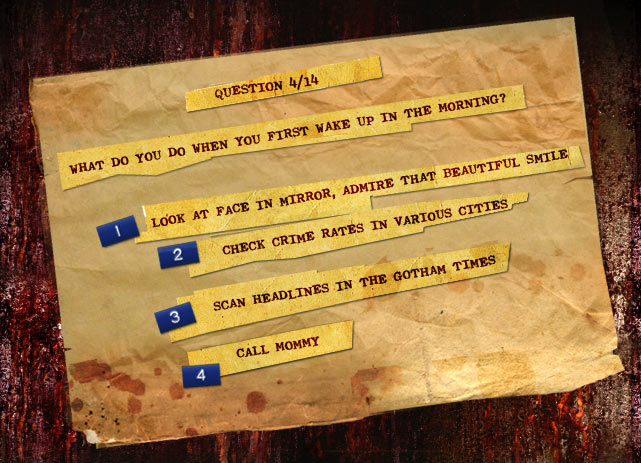 QUESTION 4/14
WHAT DO YOU DO WHEN YOU FIRST WAKE UP IN THE MORNING?
1 LOOK AT FACE IN MIRROR, ADMIRE THAT BEAUTIFUL SMILE
2 CHECK CRIME RATES IN VARIOUS CITIES
3 SCAN HEADLINES IN THE GOTHAM TIMES
4 CALL MOMMY